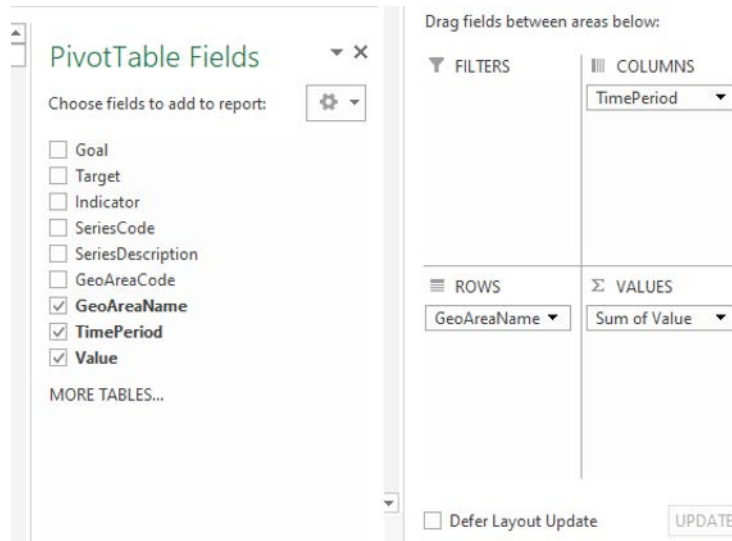 PivotTable Fields
Choose fields to add to report:
Goal
Target
Indicator
SeriesCode
SeriesDescription
GeoAreaCode
GeoAreaName
TimePeriod
Value
MORE TABLES...
Drag fields between areas below:
FILTERS
COLUMNS
TimePeriod
ROWS
GeoAreaName
Σ VALUES
Sum of Value
Defer Layout Update
UPDATE